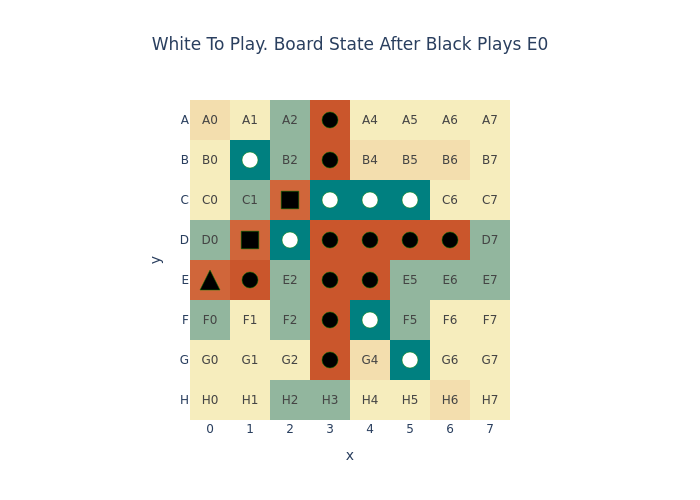 White To Play. Board State After Black Plays E0
A A0 A1 A2 A4 A5 A6 A7
B B0 B2 B4 B5 B6 B7
C C0 C1 C6 C7
D D0 D7
E E2 E5 E6 E7
F F0 F1 F2 F5 F6 F7
G G0 G1 G2 G4 G6 G7
H H0 H1 H2 H3 H4 H5 H6 H7
0 1 2 3 4 5 6 7
x
y